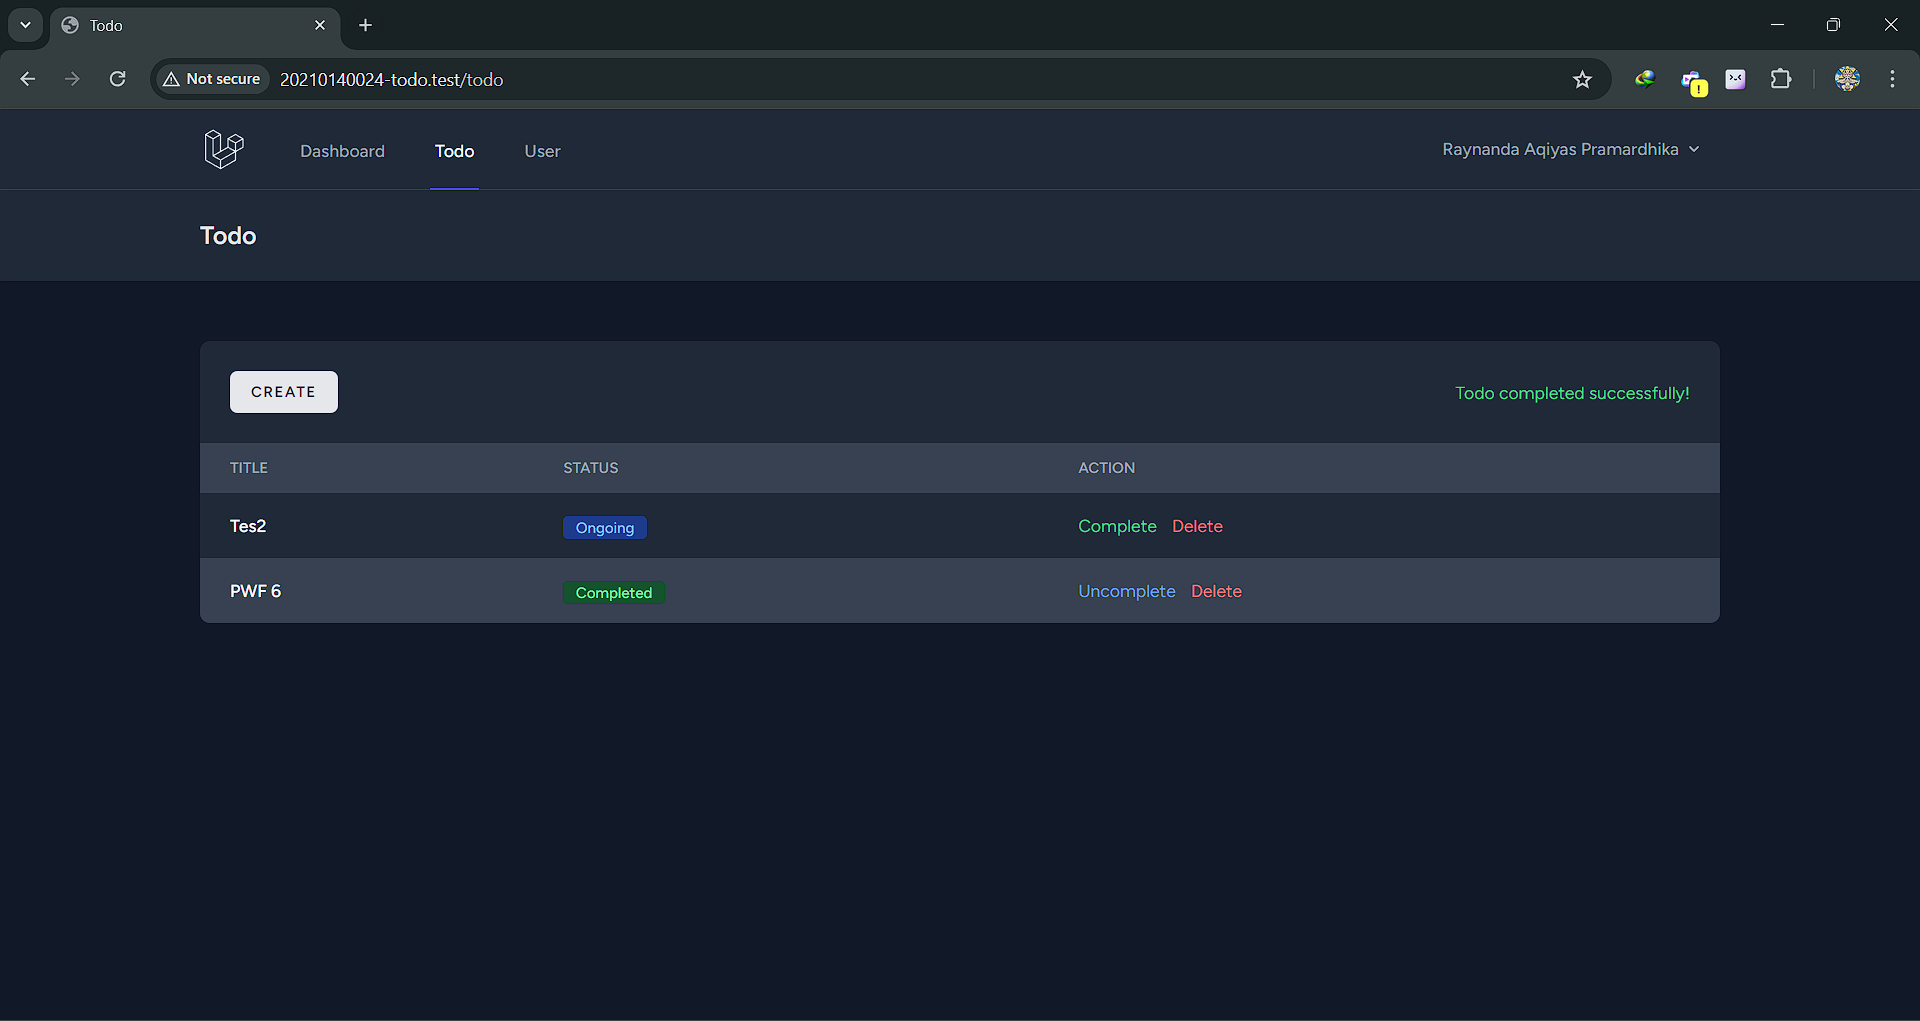 Todo
Not secure 20210140024-todo.test/todo
Dashboard Todo User Raynanda Aqiyas Pramardhika
Todo
CREATE Todo completed successfully!
TITLE STATUS ACTION
Tes2 Ongoing Complete Delete
PWF 6 Completed Uncomplete Delete